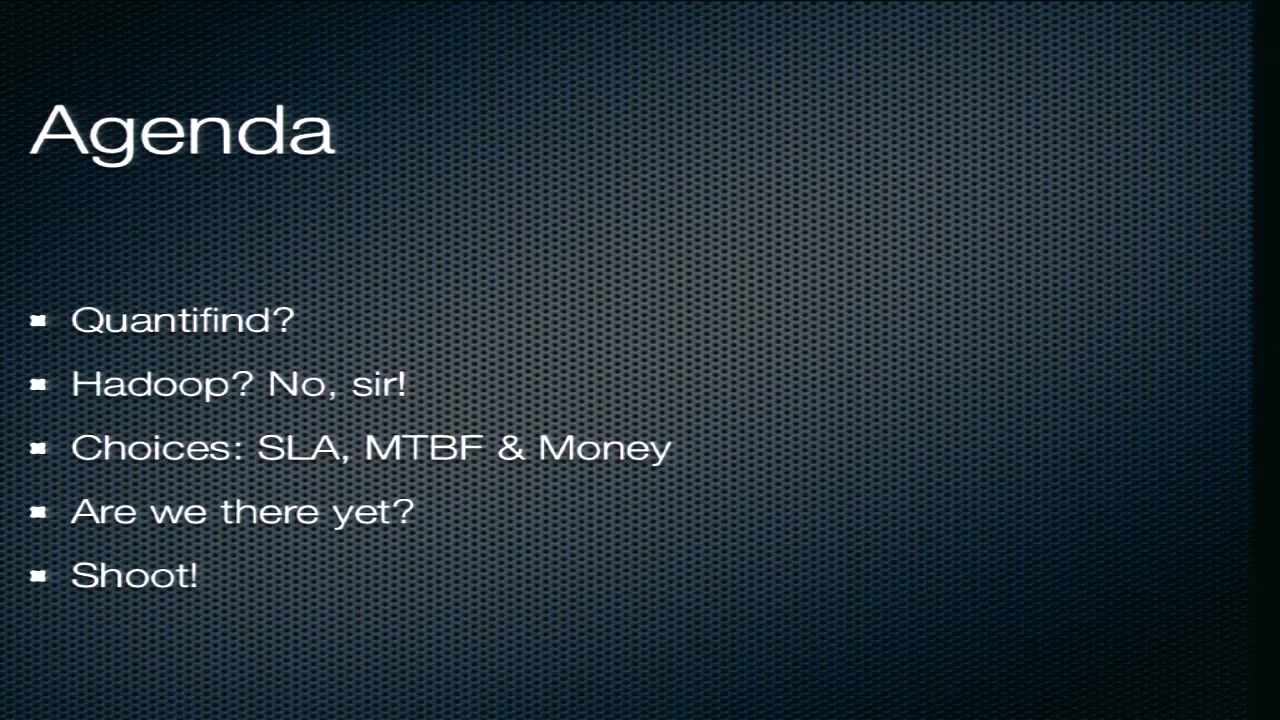 Agenda
Quantifind?
Hadoop? No, sir!
Choices: SLA, MTBF & Money
Are we there yet?
Shoot!